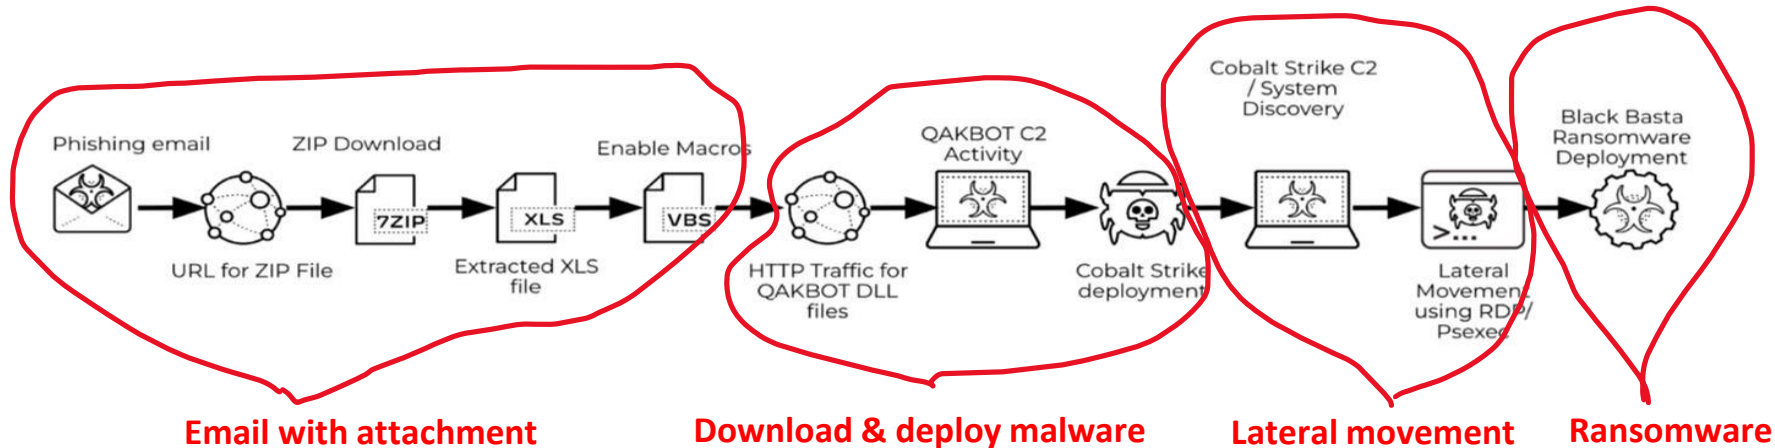 Phishing email
URL for ZIP File
ZIP Download
7ZIP
XLS
Extracted XLS
file
Enable Macros
VBS
HTTP Traffic for
QAKBOT DLL
files
QAKBOT C2
Activity
Cobalt Strike
deployment
Cobalt Strike C2
/ System
Discovery
>...
Lateral
Movement
using RDP/
Psexec
Black Basta
Ransomware
Deployment
Email with attachment
Download & deploy malware
Lateral movement
Ransomware